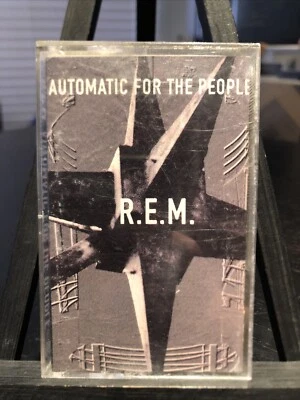 AUTOMATIC FOR THE PEOPLE
R.E.M.